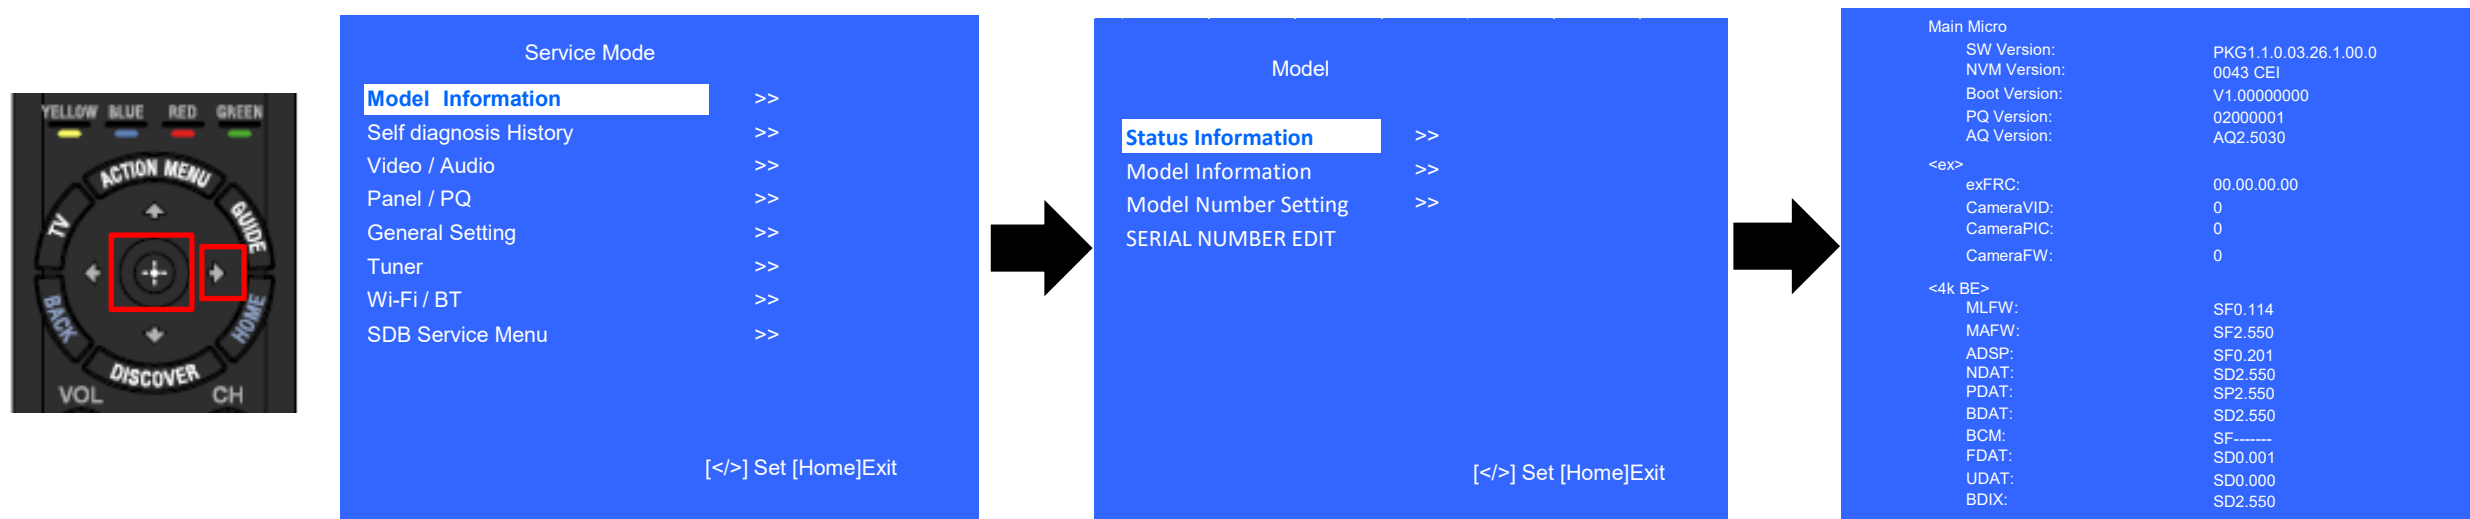 YELLOW BLUE RED GREEN
ACTION MENU
TV
GUIDE
BACK
HOME
DISCOVER
VOL CH
Service Mode
Model Information >>
Self diagnosis History >>
Video / Audio >>
Panel / PQ >>
General Setting >>
Tuner >>
Wi-Fi / BT >>
SDB Service Menu >>
[</>] Set [Home]Exit
Model
Status Information >>
Model Information >>
Model Number Setting >>
SERIAL NUMBER EDIT
[</>] Set [Home]Exit
Main Micro
SW Version: PKG1.1.0.03.26.1.00.0
NVM Version: 0043 CEI
Boot Version: V1.00000000
PQ Version: 02000001
AQ Version: AQ2.5030
<ex>
exFRC: 00.00.00.00
CameraVID: 0
CameraPIC: 0
CameraFW: 0
<4k BE>
MLFW: SF0.114
MAFW: SF2.550
ADSP: SF0.201
NDAT: SD2.550
PDAT: SP2.550
BDAT: SD2.550
BCM: SF-------
FDAT: SD0.001
UDAT: SD0.000
BDIX: SD2.550